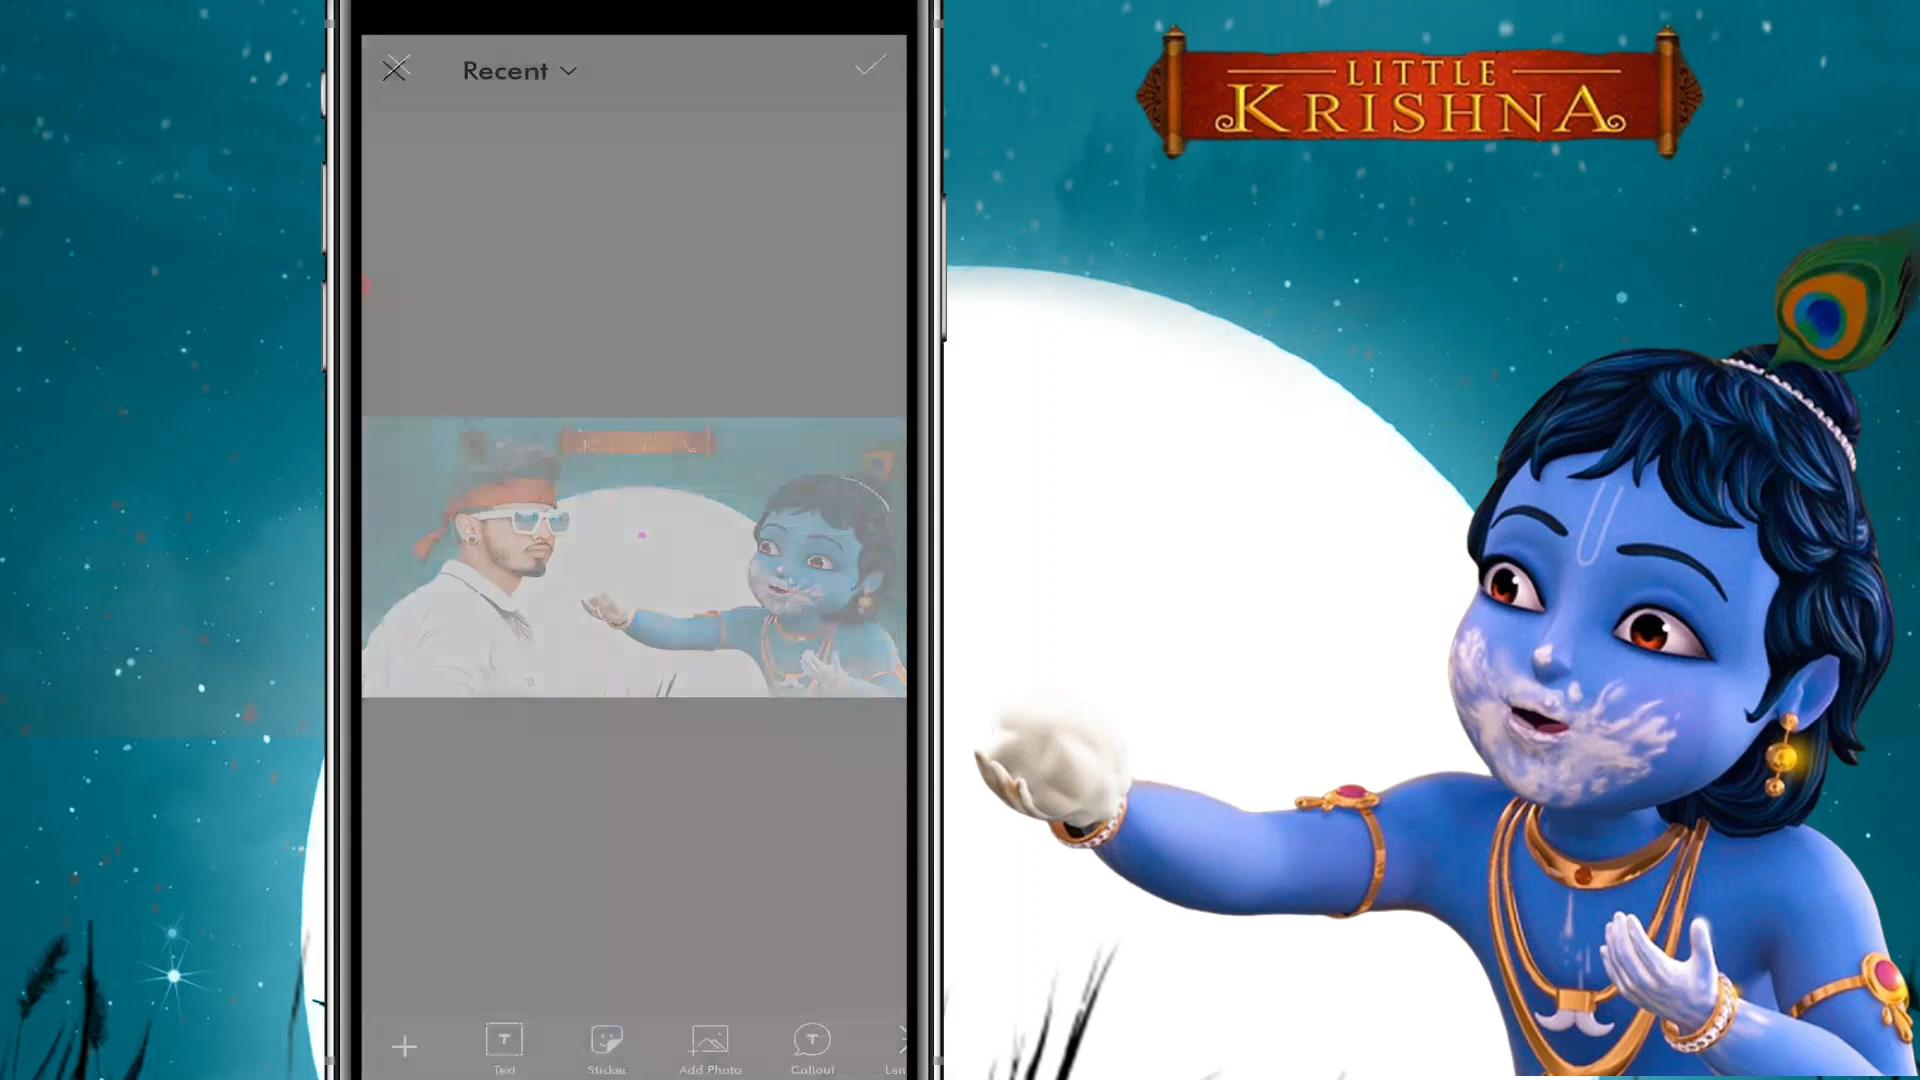 Recent
LITTLE
KRISHNA
Text
Sticker
Add Photo
Callout